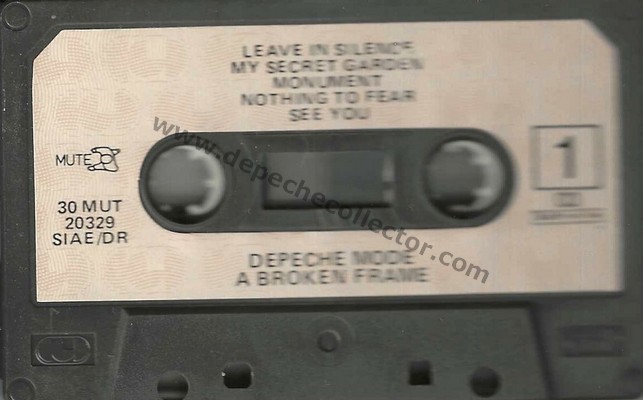 LEAVE IN SILENCE
MY SECRET GARDEN
MONUMENT
NOTHING TO FEAR
SEE YOU
www.depechecollector.com
MUTE
1
30 MUT
20329
SIAE/DR
DEPECHE MODE
A BROKEN FRAME